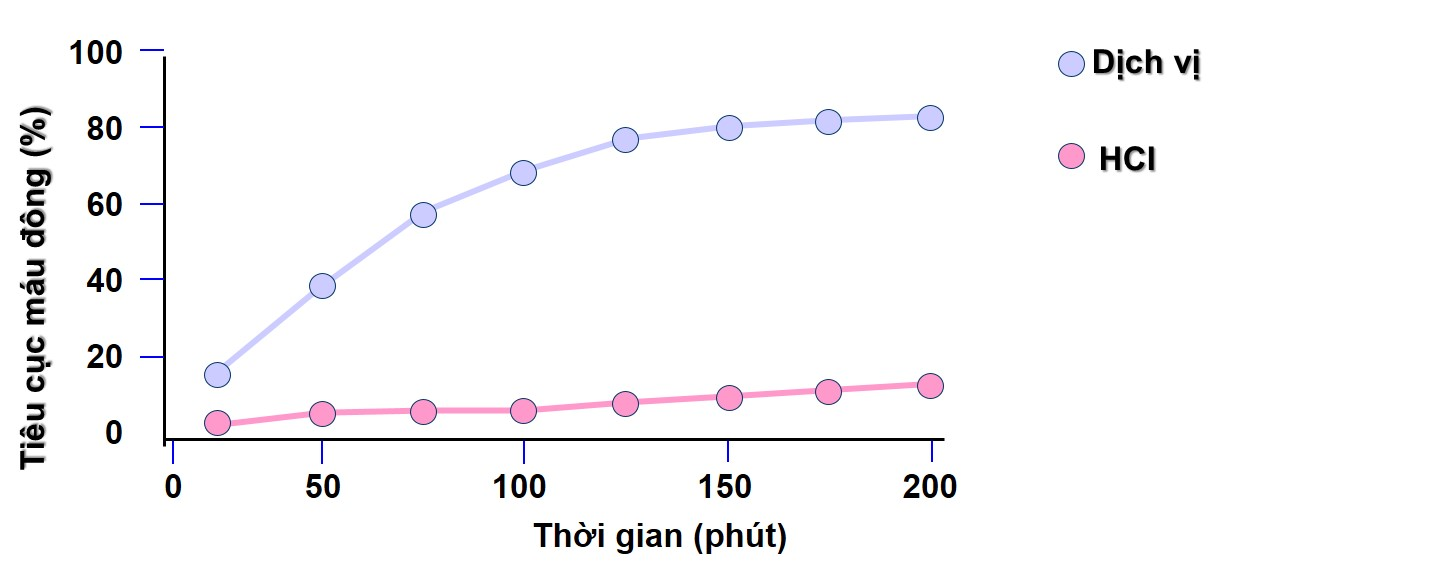 Tiêu cục máu đông (%)
100
80
60
40
20
0
0 50 100 150 200
Thời gian (phút)
Dịch vị
HCl